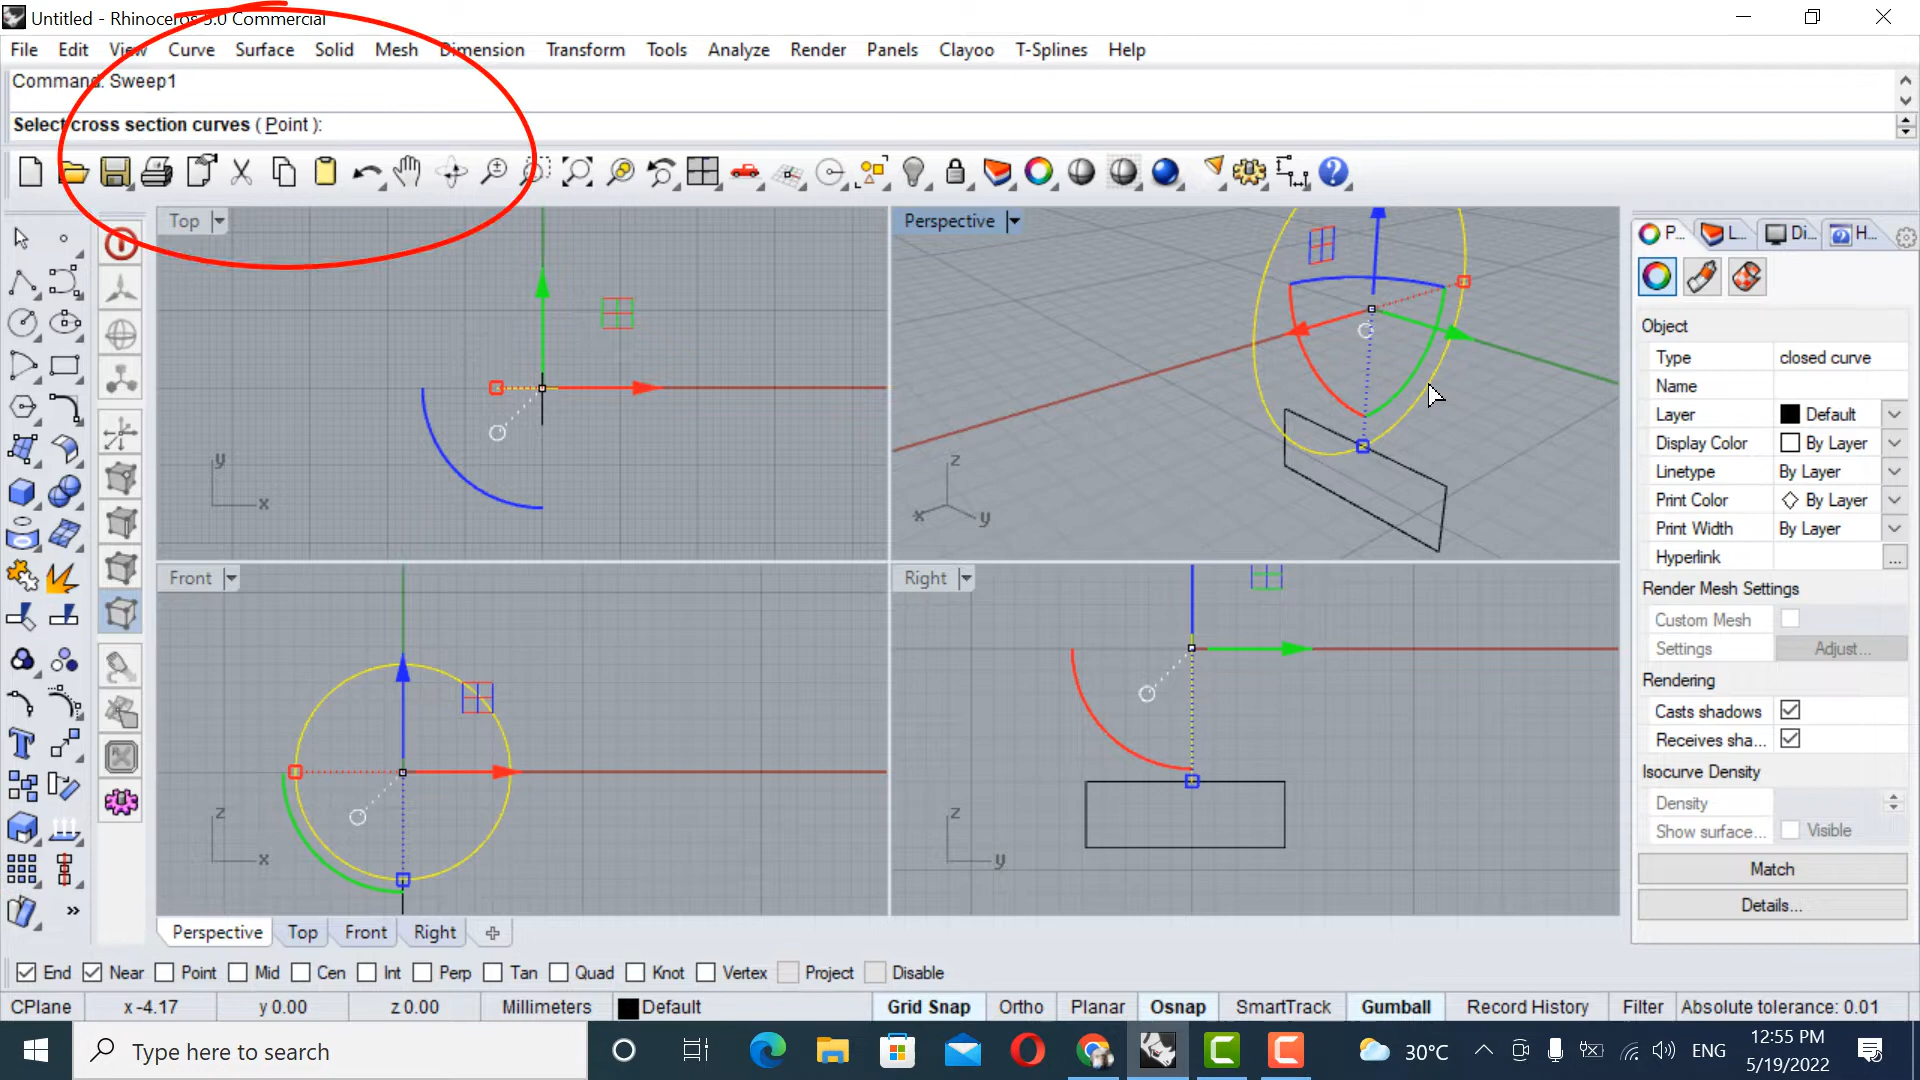 Untitled - Rhinoceros 5.0 Commercial
File Edit View Curve Surface Solid Mesh Dimension Transform Tools Analyze Render Panels Clayoo T-Splines Help
Command: Sweep1
Select cross section curves ( Point ):
Top
Perspective
P... L... Di... H...
Object
Type closed curve
Name
Layer Default
Display Color By Layer
Linetype By Layer
Print Color By Layer
Print Width By Layer
Hyperlink ...
Render Mesh Settings
Custom Mesh
Settings Adjust...
Rendering
Casts shadows
Receives sha...
Isocurve Density
Density
Show surface... Visible
Match
Details...
y
x
z
x
y
Front
Right
z
x
z
y
Perspective Top Front Right
End Near Point Mid Cen Int Perp Tan Quad Knot Vertex Project Disable
CPlane x -4.17 y 0.00 z 0.00 Millimeters Default Grid Snap Ortho Planar Osnap SmartTrack Gumball Record History Filter Absolute tolerance: 0.01
Type here to search
30°C
ENG
12:55 PM
5/19/2022